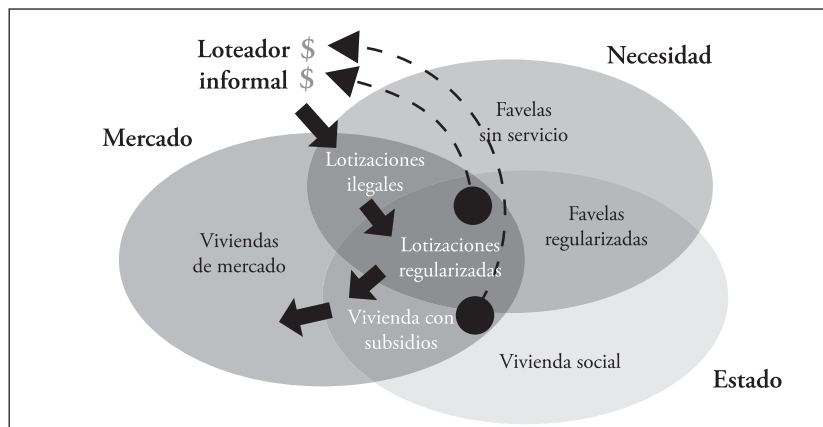 Loteador $
informal $
Necesidad
Mercado
Favelas
sin servicio
Lotizaciones
ilegales
Favelas
regularizadas
Viviendas
de mercado
Lotizaciones
regularizadas
Vivienda con
subsidios
Vivienda social
Estado